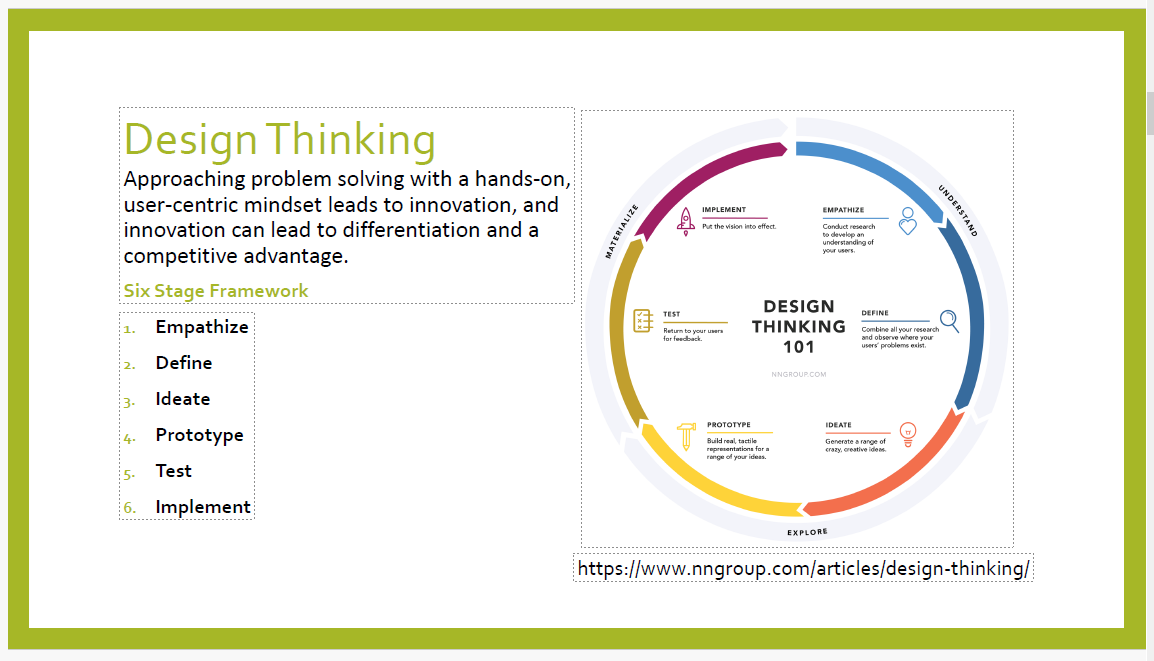 Design Thinking
Approaching problem solving with a hands-on,
user-centric mindset leads to innovation, and
innovation can lead to differentiation and a
competitive advantage.
Six Stage Framework
1. Empathize
2. Define
3. Ideate
4. Prototype
5. Test
6. Implement
UNDERSTAND
EMPATHIZE
Conduct research
to develop an
understanding of
your users.
DEFINE
Combine all your research
and observe where your
users' problems exist.
EXPLORE
IDEATE
Generate a range of
crazy, creative ideas.
PROTOTYPE
Build real, tactile
representations for a
range of your ideas.
MATERIALIZE
TEST
Return to your users
for feedback.
IMPLEMENT
Put the vision into effect.
DESIGN
THINKING
101
NNGROUP.COM
https://www.nngroup.com/articles/design-thinking/